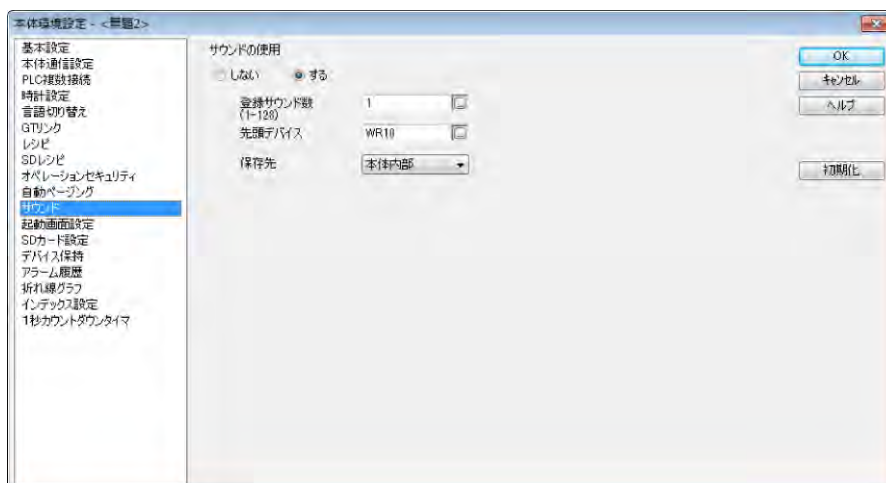 本体環境設定 - <無題2>
基本設定
本体通信設定
PLC複数接続
時計設定
言語切り替え
GTリンク
レシピ
SDレシピ
オペレーションセキュリティ
自動ページング
サウンド
起動画面設定
SDカード設定
デバイス保持
アラーム履歴
折れ線グラフ
インデックス設定
1秒カウントダウンタイマ
サウンドの使用
しない する
登録サウンド数 1
(1-128)
先頭デバイス WR10
保存先 本体内部
OK
キャンセル
ヘルプ
初期化